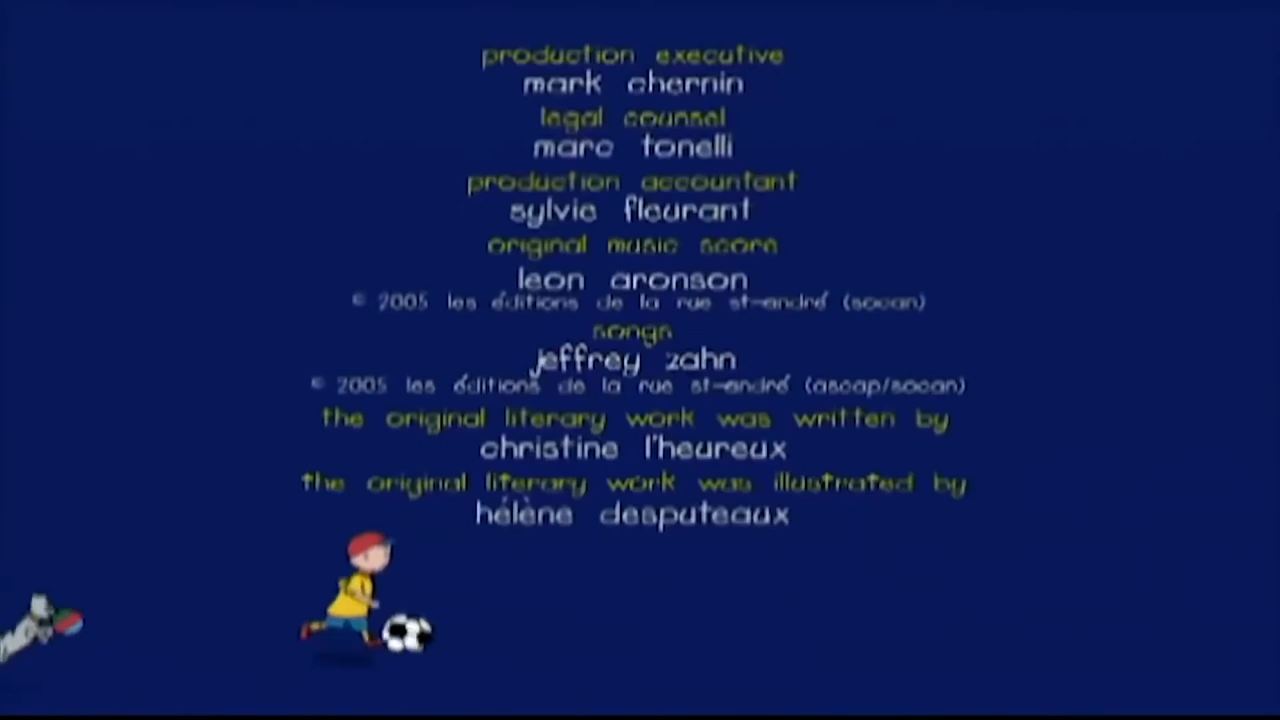 production executive
mark chernin
legal counsel
marc tonelli
production accountant
sylvie fleurant
original music score
leon aronson
© 2005 les éditions de la rue st-andré (socan)
songs
jeffrey zahn
© 2005 les éditions de la rue st-andré (ascap/socan)
the original literary work was written by
christine l'heureux
the original literary work was illustrated by
hélène desputeaux